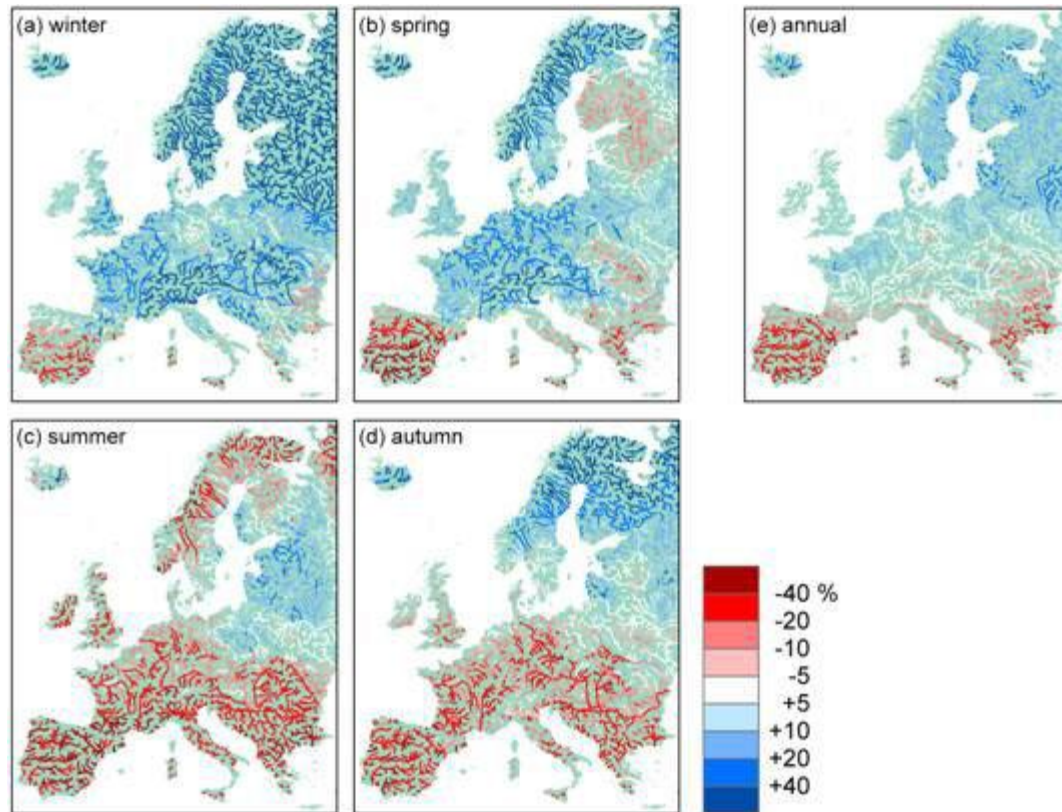 (a) winter
(b) spring
(e) annual
(c) summer
(d) autumn
-40 %
-20
-10
-5
+5
+10
+20
+40